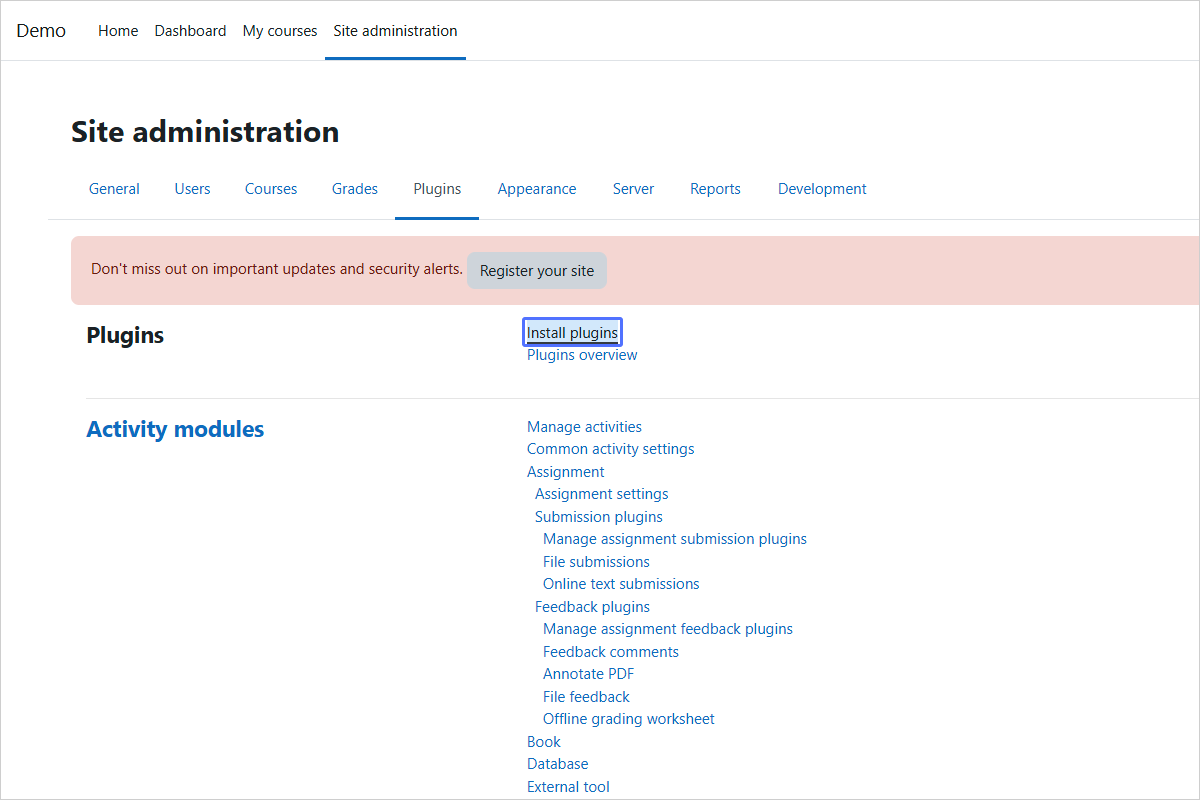 Demo Home Dashboard My courses Site administration
Site administration
General Users Courses Grades Plugins Appearance Server Reports Development
Don't miss out on important updates and security alerts. Register your site
Plugins Install plugins
Plugins overview
Activity modules Manage activities
Common activity settings
Assignment
Assignment settings
Submission plugins
Manage assignment submission plugins
File submissions
Online text submissions
Feedback plugins
Manage assignment feedback plugins
Feedback comments
Annotate PDF
File feedback
Offline grading worksheet
Book
Database
External tool